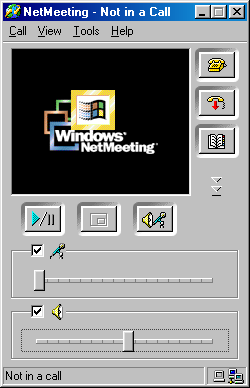 NetMeeting - Not in a Call
Call View Tools Help
Windows
NetMeeting
Not in a call